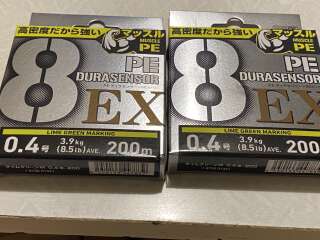 高密度だから強い
マッスル
MUSCLE
PE
8
PE
DURASENSOR
EX
LIME GREEN MARKING
0.4号
3.9kg
(8.5lb)AVE.
200m
高密度だから強い
マッスル
MUSCLE
PE
8
PE
DURASENSOR
EX
LIME GREEN MARKING
0.4号
3.9kg
(8.5lb)AVE.
200